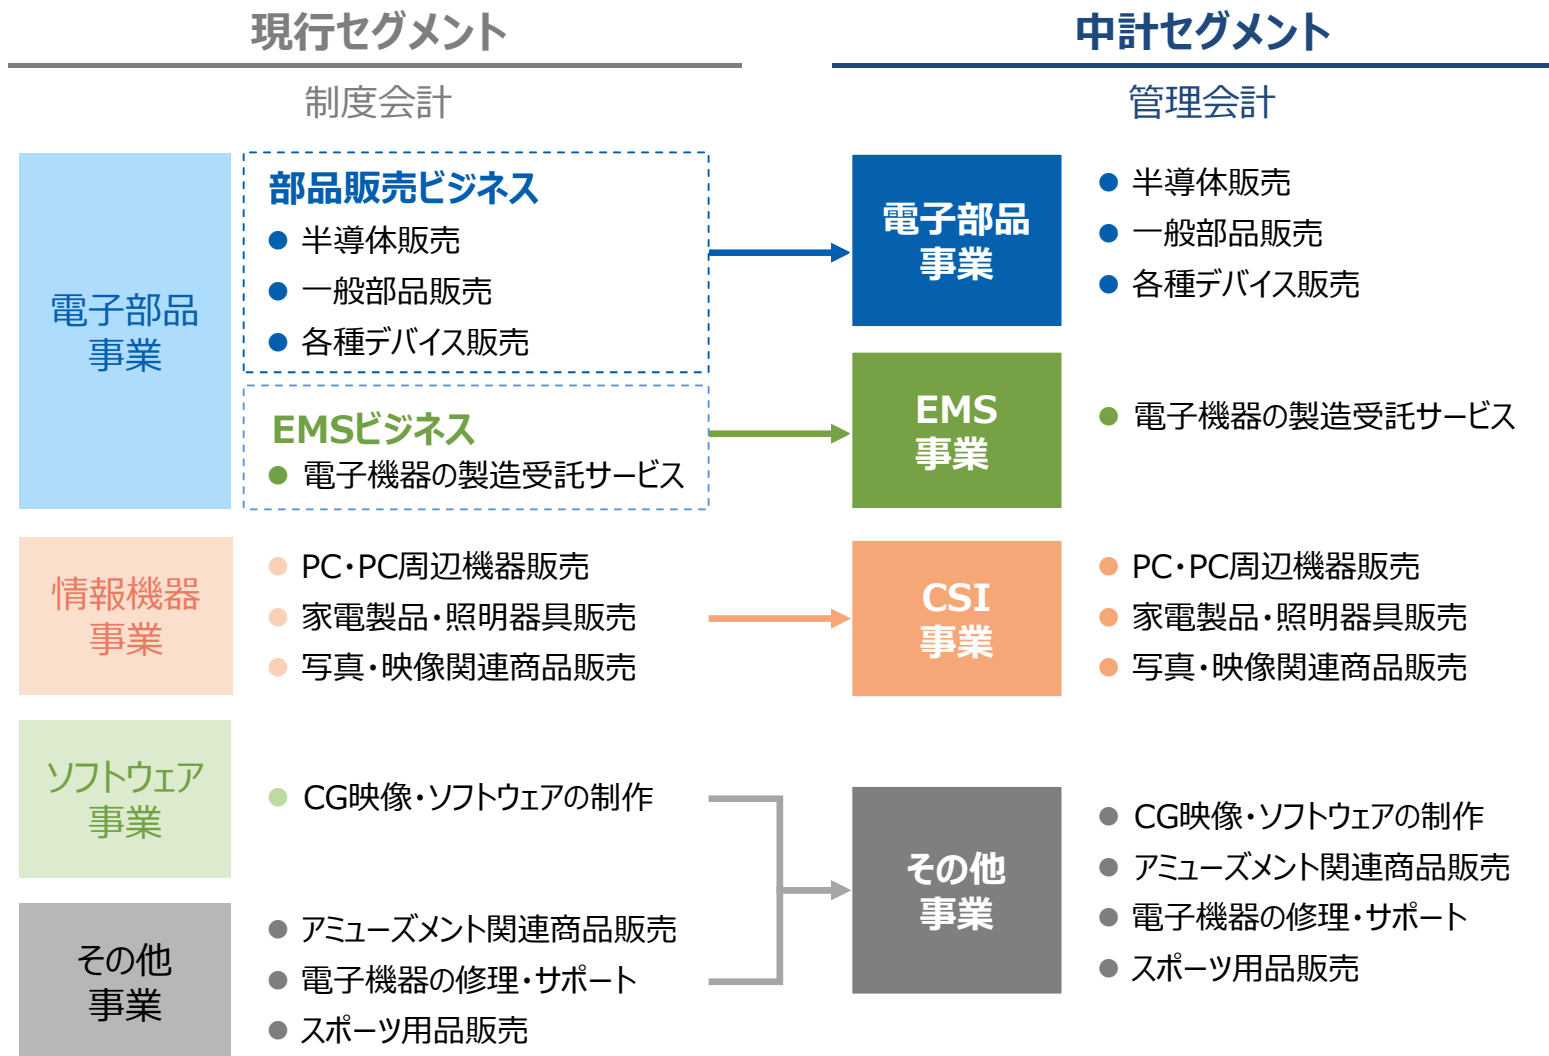 現行セグメント
制度会計
電子部品
事業
部品販売ビジネス
半導体販売
一般部品販売
各種デバイス販売
EMSビジネス
電子機器の製造受託サービス
情報機器
事業
PC・PC周辺機器販売
家電製品・照明器具販売
写真・映像関連商品販売
ソフトウェア
事業
CG映像・ソフトウェアの制作
その他
事業
アミューズメント関連商品販売
電子機器の修理・サポート
スポーツ用品販売
中計セグメント
管理会計
電子部品
事業
半導体販売
一般部品販売
各種デバイス販売
EMS
事業
電子機器の製造受託サービス
CSI
事業
PC・PC周辺機器販売
家電製品・照明器具販売
写真・映像関連商品販売
その他
事業
CG映像・ソフトウェアの制作
アミューズメント関連商品販売
電子機器の修理・サポート
スポーツ用品販売